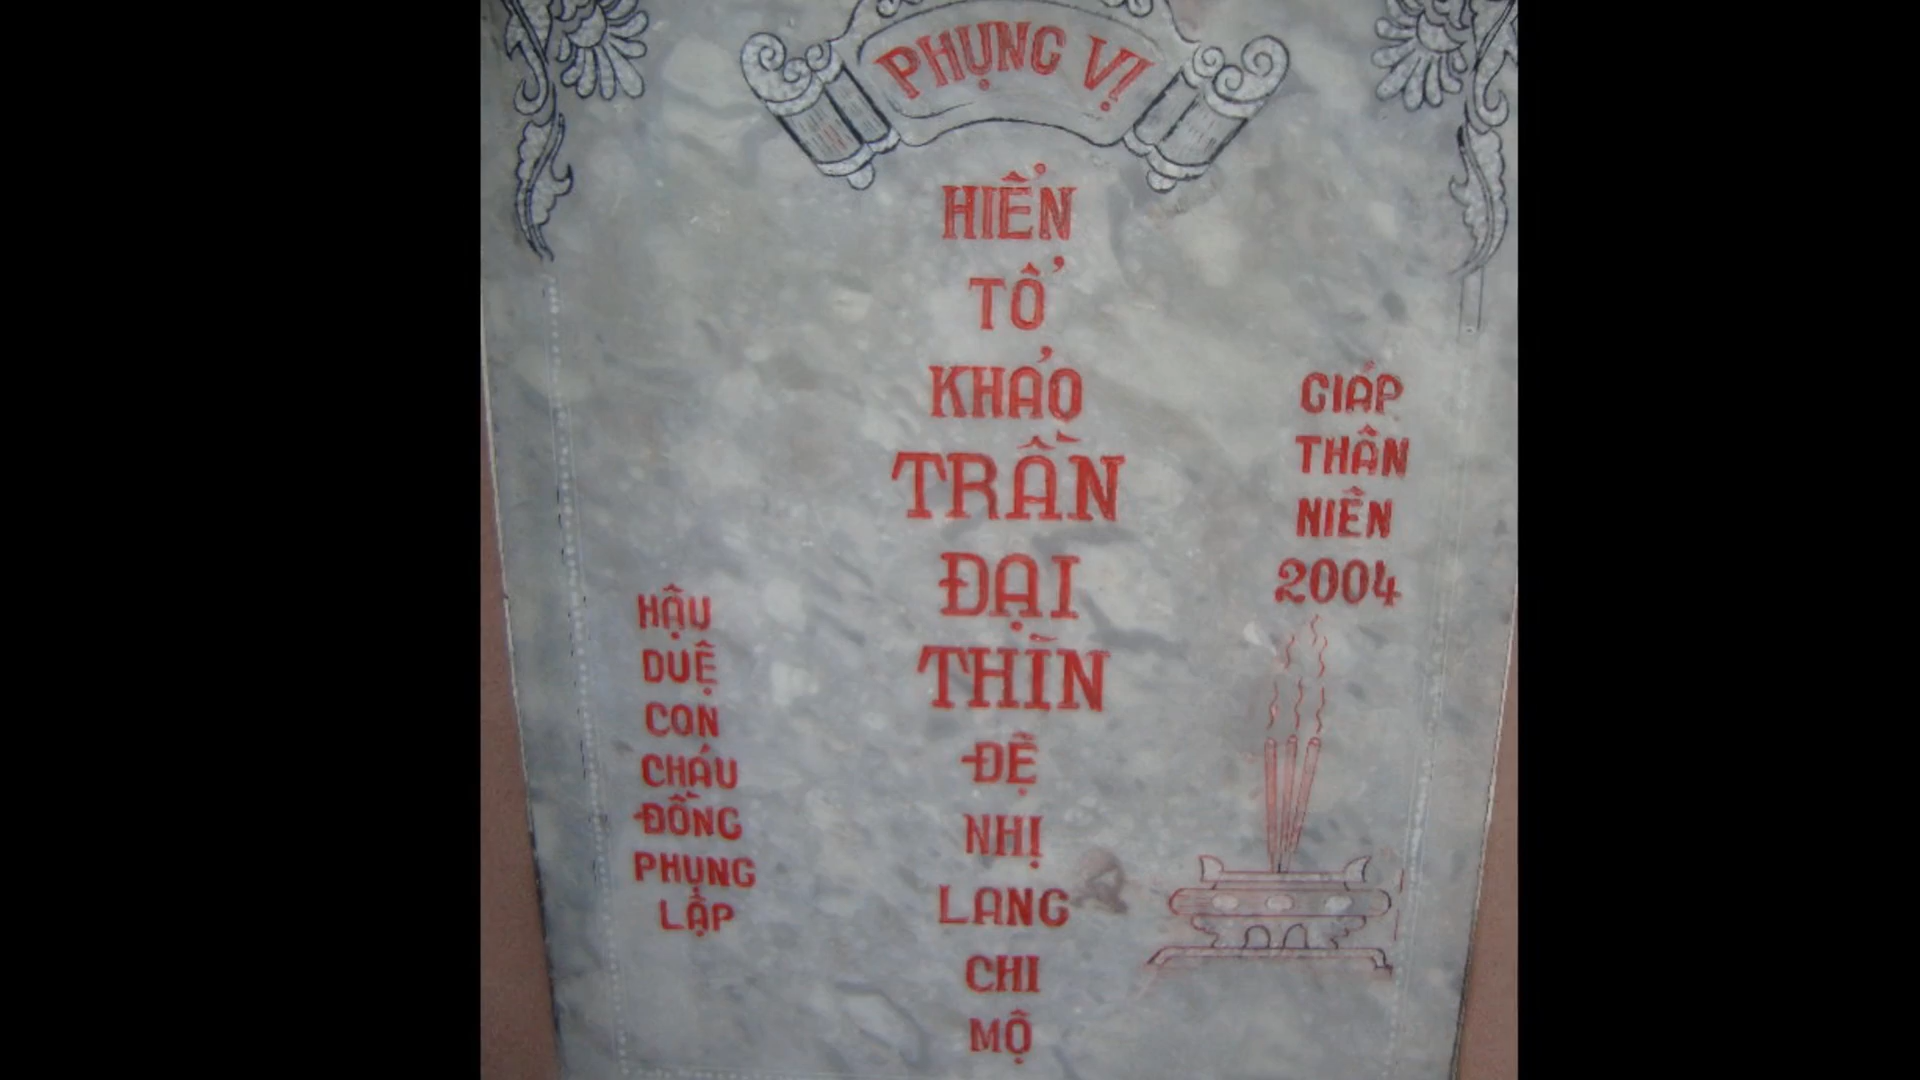 PHỤNG VỊ
HIỂN
TỔ
KHẢO
TRẦN
ĐẠI
THÌN
ĐỆ
NHỊ
LANG
CHI
MỘ
GIÁP
THÂN
NIÊN
2004
HẬU
DUỆ
CON
CHÁU
ĐỒNG
PHỤNG
LẬP